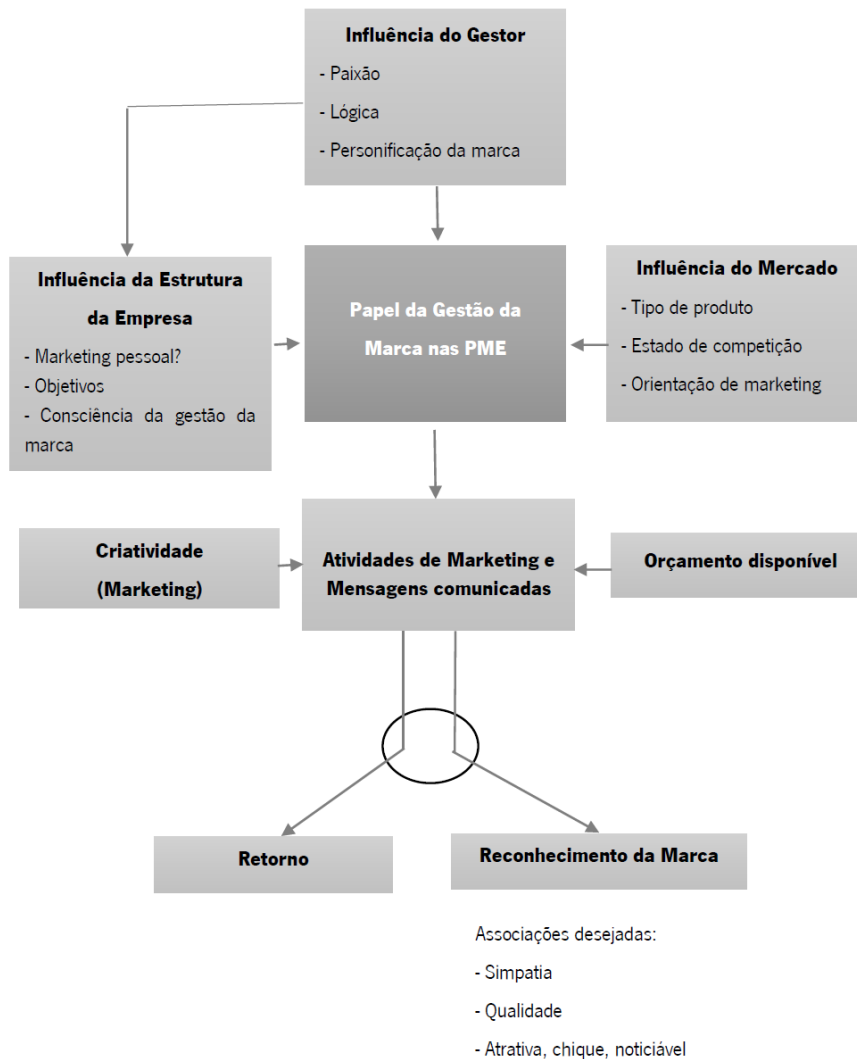 Influência do Gestor
- Paixão
- Lógica
- Personificação da marca
Influência da Estrutura
da Empresa
- Marketing pessoal?
- Objetivos
- Consciência da gestão da
marca
Papel da Gestão da
Marca nas PME
Influência do Mercado
- Tipo de produto
- Estado de competição
- Orientação de marketing
Criatividade
(Marketing)
Atividades de Marketing e
Mensagens comunicadas
Orçamento disponível
Retorno
Reconhecimento da Marca
Associações desejadas:
- Simpatia
- Qualidade
- Atrativa, chique, noticiável